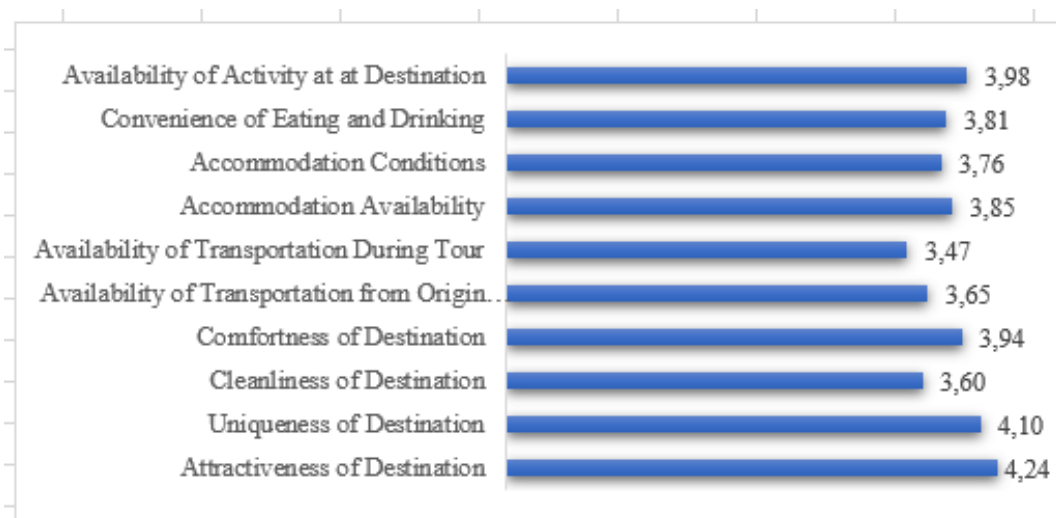 Availability of Activity at at Destination 3,98
Convenience of Eating and Drinking 3,81
Accommodation Conditions 3,76
Accommodation Availability 3,85
Availability of Transportation During Tour 3,47
Availability of Transportation from Origin… 3,65
Comfortness of Destination 3,94
Cleanliness of Destination 3,60
Uniqueness of Destination 4,10
Attractiveness of Destination 4,24